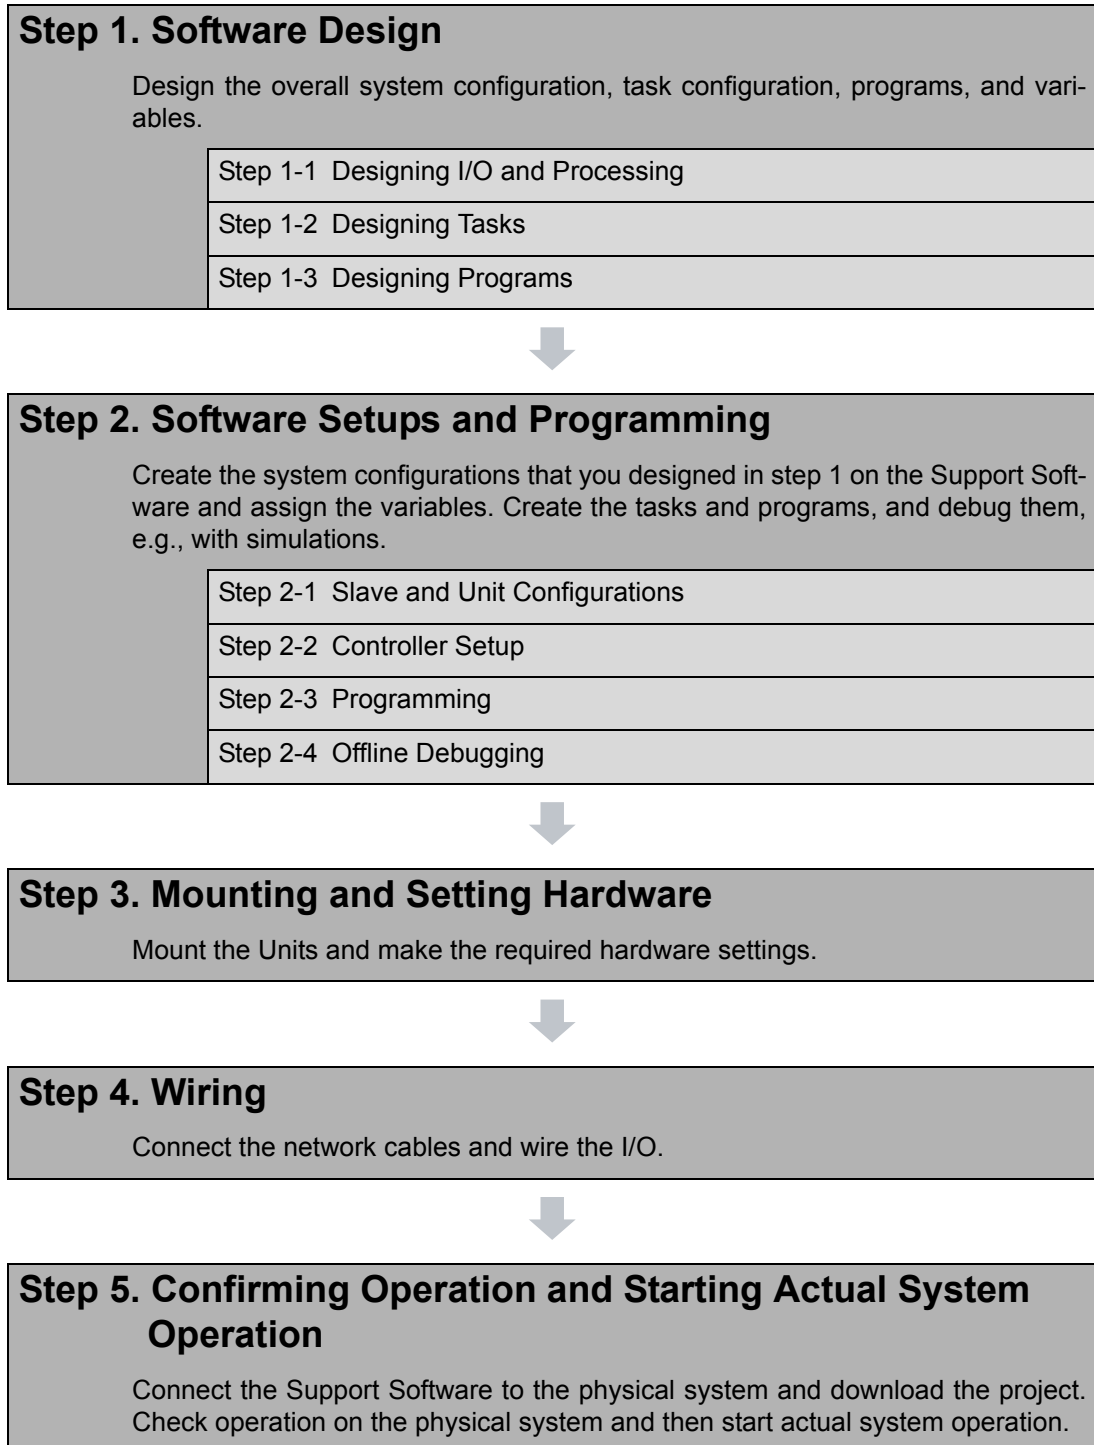 Step 1. Software Design
Design the overall system configuration, task configuration, programs, and vari-
ables.
Step 1-1 Designing I/O and Processing
Step 1-2 Designing Tasks
Step 1-3 Designing Programs
Step 2. Software Setups and Programming
Create the system configurations that you designed in step 1 on the Support Soft-
ware and assign the variables. Create the tasks and programs, and debug them,
e.g., with simulations.
Step 2-1 Slave and Unit Configurations
Step 2-2 Controller Setup
Step 2-3 Programming
Step 2-4 Offline Debugging
Step 3. Mounting and Setting Hardware
Mount the Units and make the required hardware settings.
Step 4. Wiring
Connect the network cables and wire the I/O.
Step 5. Confirming Operation and Starting Actual System
Operation
Connect the Support Software to the physical system and download the project.
Check operation on the physical system and then start actual system operation.